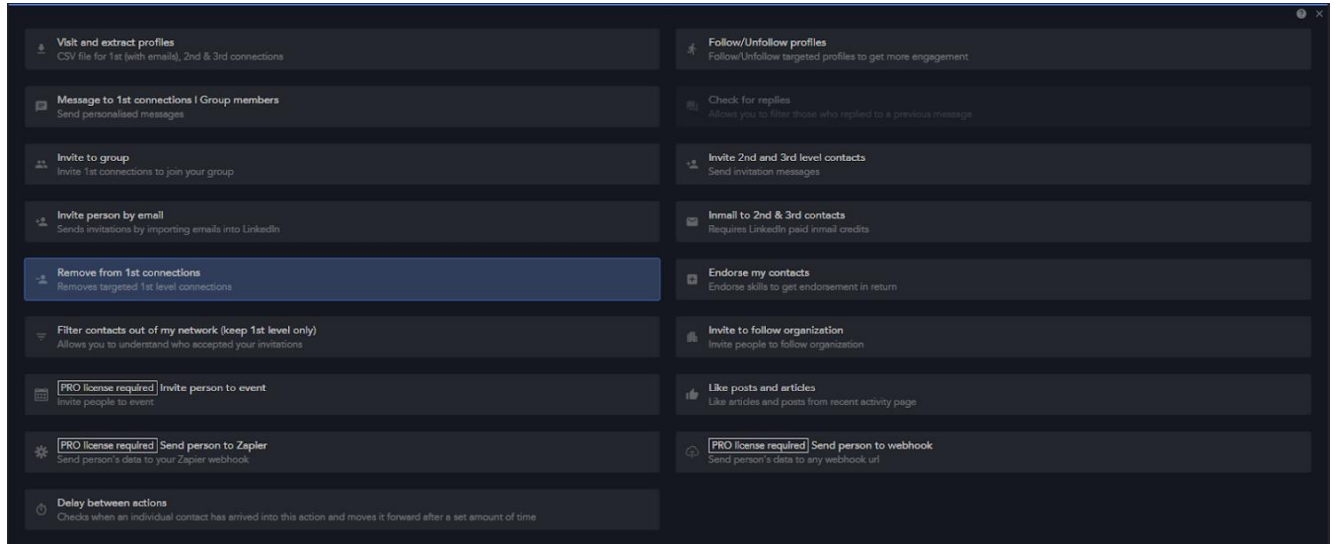 Visit and extract profiles
CSV file for 1st (with emails), 2nd & 3rd connections
Follow/Unfollow profiles
Follow/Unfollow targeted profiles to get more engagement
Message to 1st connections | Group members
Send personalised messages
Check for replies
Allows you to filter those who replied to a previous message
Invite to group
Invite 1st connections to join your group
Invite 2nd and 3rd level contacts
Send invitation messages
Invite person by email
Sends invitations by importing emails into LinkedIn
Inmail to 2nd & 3rd contacts
Requires LinkedIn paid inmail credits
Remove from 1st connections
Removes targeted 1st level connections
Endorse my contacts
Endorse skills to get endorsement in return
Filter contacts out of my network (keep 1st level only)
Allows you to understand who accepted your invitations
Invite to follow organization
Invite people to follow organization
PRO license required Invite person to event
Invite people to event
Like posts and articles
Like articles and posts from recent activity page
PRO license required Send person to Zapier
Send person's data to your Zapier webhook
PRO license required Send person to webhook
Send person's data to any webhook url
Delay between actions
Checks when an individual contact has arrived into this action and moves it forward after a set amount of time